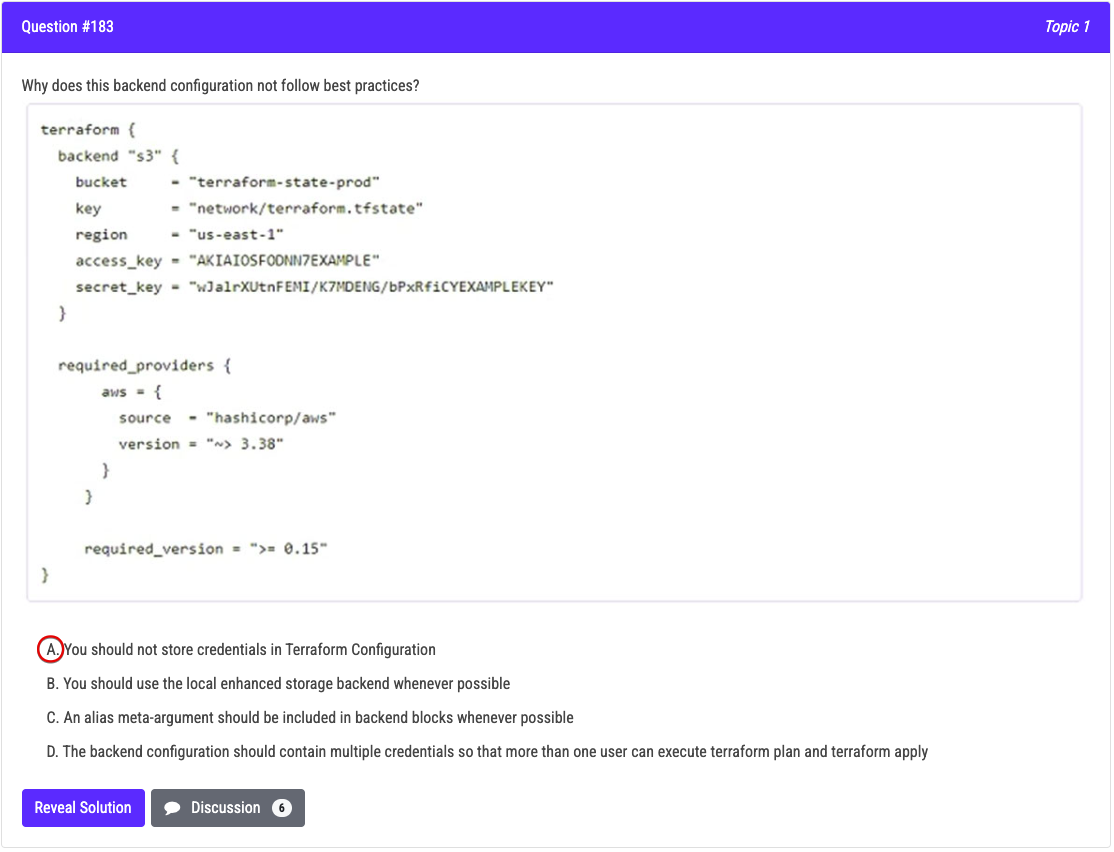 Question #183
Topic 1
Why does this backend configuration not follow best practices?
terraform {
  backend "s3" {
    bucket     = "terraform-state-prod"
    key        = "network/terraform.tfstate"
    region     = "us-east-1"
    access_key = "AKIAIOSFODNN7EXAMPLE"
    secret_key = "wJalrXUtnFEMI/K7MDENG/bPxRfiCYEXAMPLEKEY"
  }
  required_providers {
    aws = {
      source  = "hashicorp/aws"
      version = "~> 3.38"
    }
  }
  required_version = ">= 0.15"
}
A. You should not store credentials in Terraform Configuration
B. You should use the local enhanced storage backend whenever possible
C. An alias meta-argument should be included in backend blocks whenever possible
D. The backend configuration should contain multiple credentials so that more than one user can execute terraform plan and terraform apply
Reveal Solution
Discussion 6